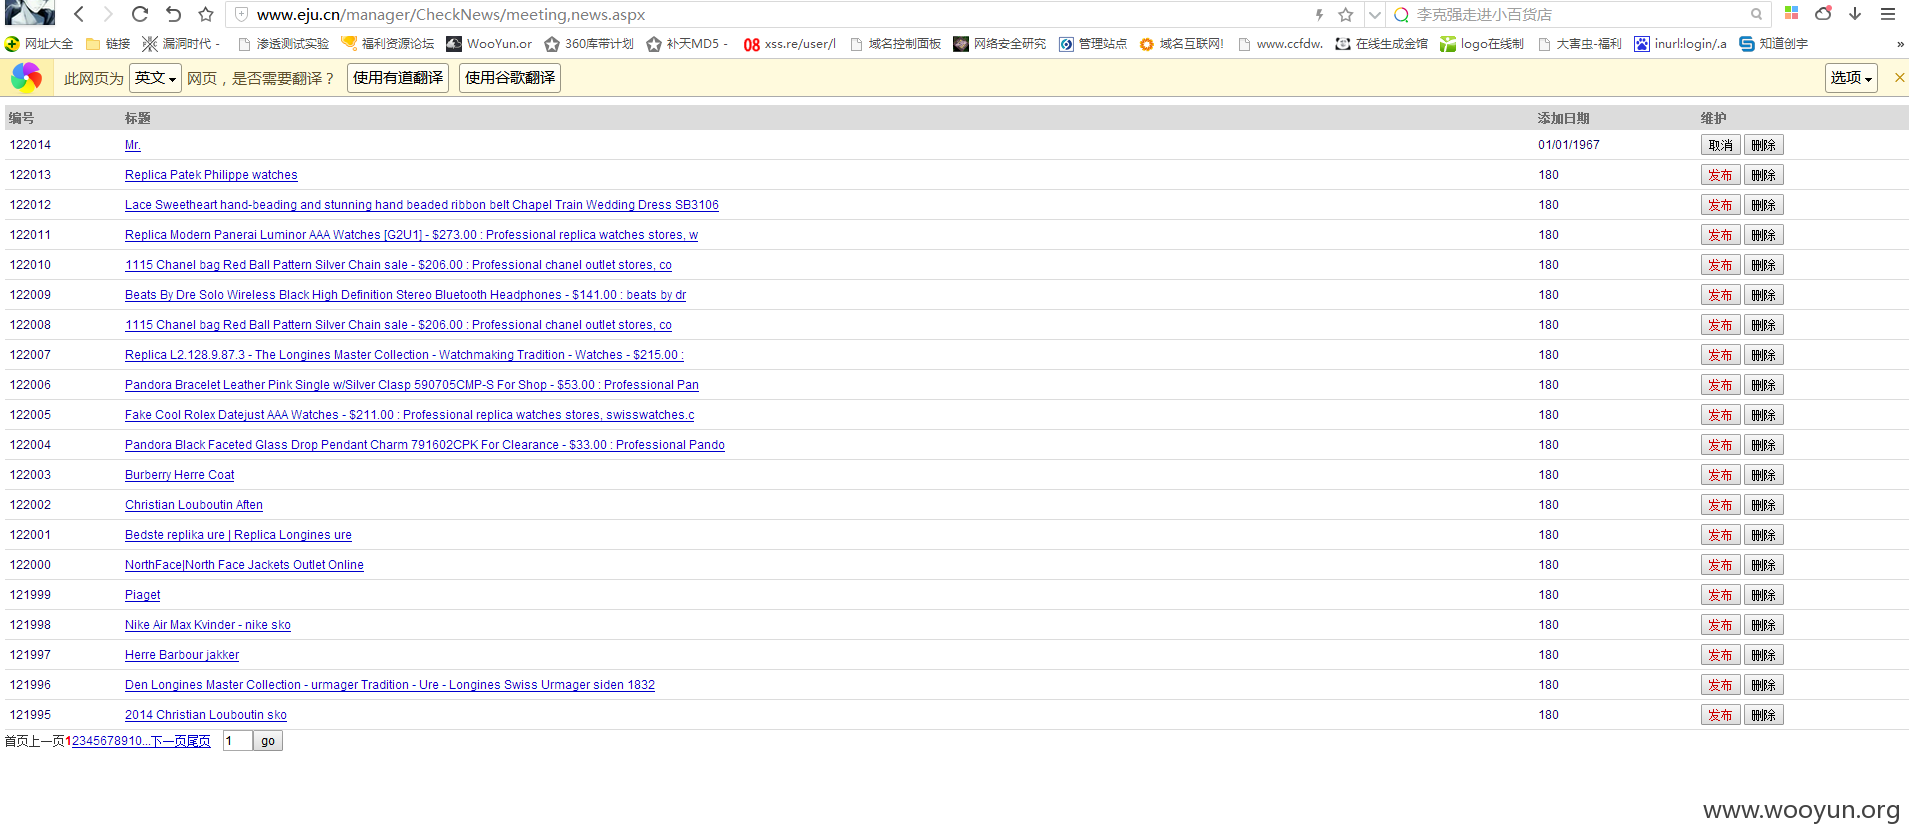 www.eju.cn/manager/CheckNews/meeting,news.aspx 李克强走进小百货店
网址大全 链接 漏洞时代 - 渗透测试实验 福利资源论坛 WooYun.or 360库带计划 补天MD5 - 08 xss.re/user/l 域名控制面板 网络安全研究 管理站点 域名互联网! www.ccfdw. 在线生成金馆 logo在线制 大害虫-福利 inurl:login/.a 知道创宇 »
此网页为 英文 网页，是否需要翻译？ 使用有道翻译 使用谷歌翻译 选项 ×
编号 标题 添加日期 维护
122014 Mr. 01/01/1967 取消 删除
122013 Replica Patek Philippe watches 180 发布 删除
122012 Lace Sweetheart hand-beading and stunning hand beaded ribbon belt Chapel Train Wedding Dress SB3106 180 发布 删除
122011 Replica Modern Panerai Luminor AAA Watches [G2U1] - $273.00 : Professional replica watches stores, w 180 发布 删除
122010 1115 Chanel bag Red Ball Pattern Silver Chain sale - $206.00 : Professional chanel outlet stores, co 180 发布 删除
122009 Beats By Dre Solo Wireless Black High Definition Stereo Bluetooth Headphones - $141.00 : beats by dr 180 发布 删除
122008 1115 Chanel bag Red Ball Pattern Silver Chain sale - $206.00 : Professional chanel outlet stores, co 180 发布 删除
122007 Replica L2.128.9.87.3 - The Longines Master Collection - Watchmaking Tradition - Watches - $215.00 : 180 发布 删除
122006 Pandora Bracelet Leather Pink Single w/Silver Clasp 590705CMP-S For Shop - $53.00 : Professional Pan 180 发布 删除
122005 Fake Cool Rolex Datejust AAA Watches - $211.00 : Professional replica watches stores, swisswatches.c 180 发布 删除
122004 Pandora Black Faceted Glass Drop Pendant Charm 791602CPK For Clearance - $33.00 : Professional Pando 180 发布 删除
122003 Burberry Herre Coat 180 发布 删除
122002 Christian Louboutin Aften 180 发布 删除
122001 Bedste replika ure | Replica Longines ure 180 发布 删除
122000 NorthFace|North Face Jackets Outlet Online 180 发布 删除
121999 Piaget 180 发布 删除
121998 Nike Air Max Kvinder - nike sko 180 发布 删除
121997 Herre Barbour jakker 180 发布 删除
121996 Den Longines Master Collection - urmager Tradition - Ure - Longines Swiss Urmager siden 1832 180 发布 删除
121995 2014 Christian Louboutin sko 180 发布 删除
首页上一页12345678910...下一页尾页 1 go
www.wooyun.org